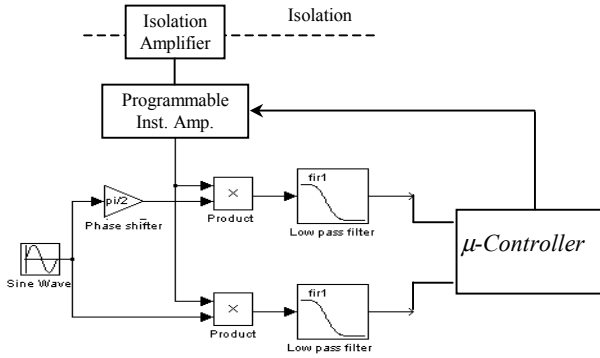 Isolation
Amplifier
Isolation
Programmable
Inst. Amp.
pi/2
Phase shifter
×
Product
fir1
Low pass filter
μ-Controller
Sine Wave
×
Product
fir1
Low pass filter